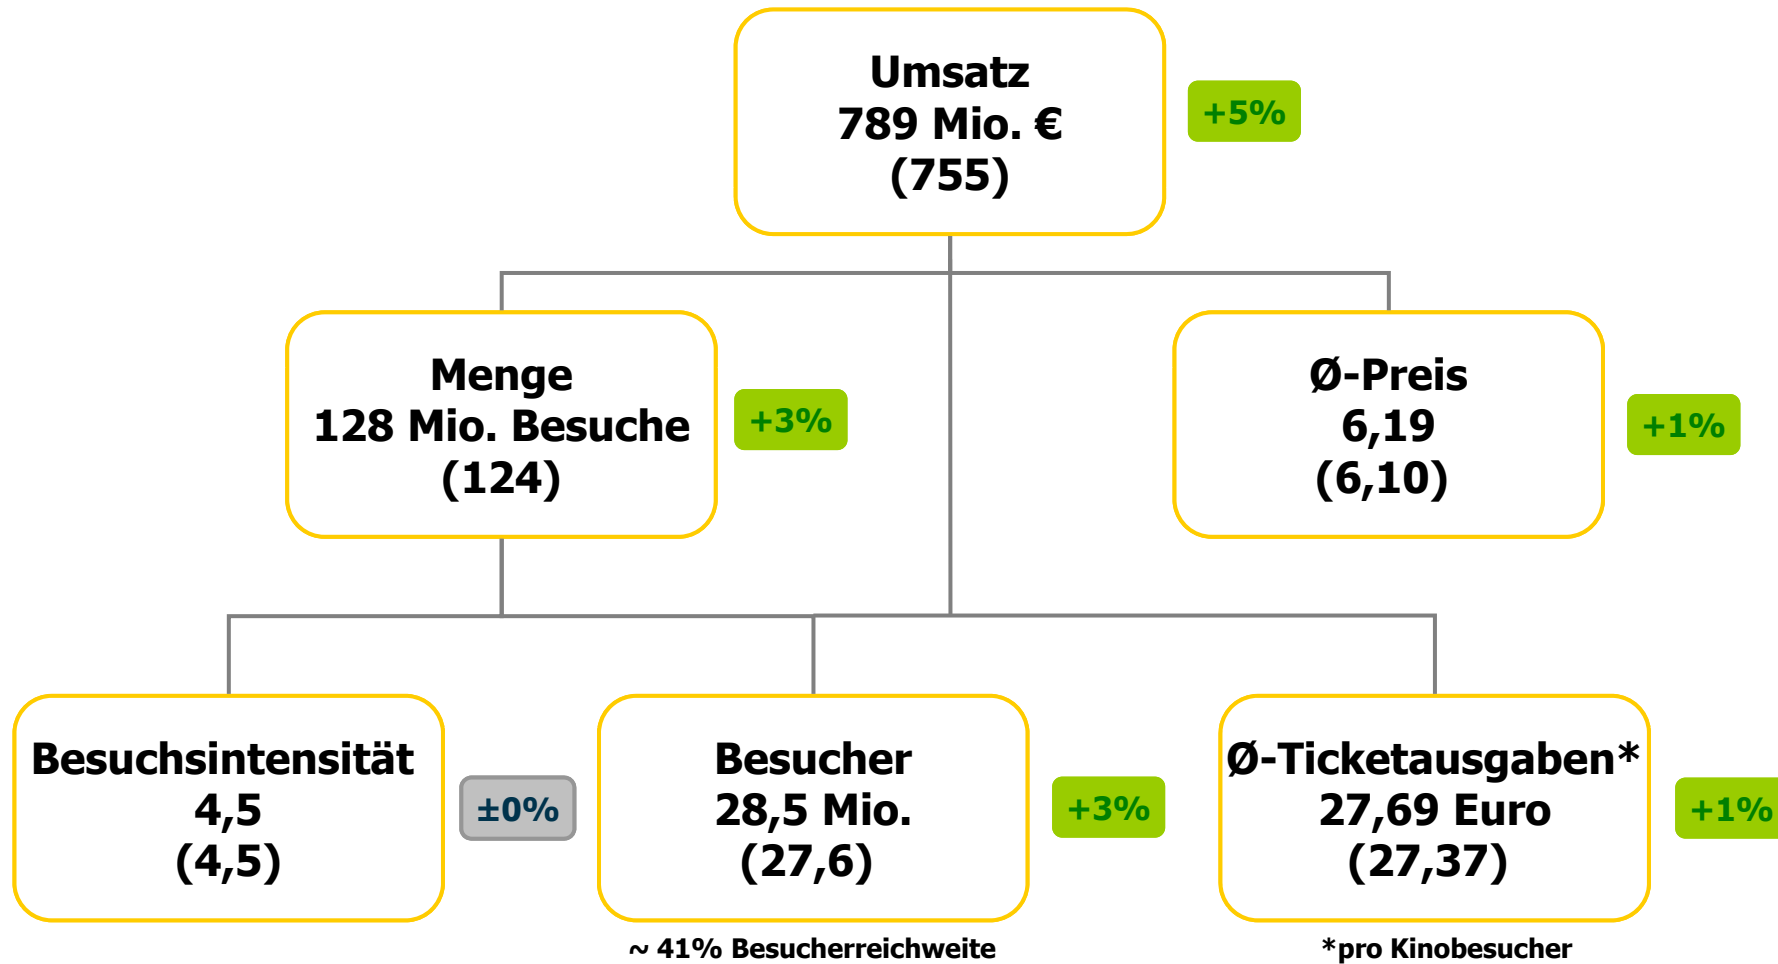 Umsatz
789 Mio. €
(755)
+5%
Menge
128 Mio. Besuche
(124)
+3%
Ø-Preis
6,19
(6,10)
+1%
Besuchsintensität
4,5
(4,5)
±0%
Besucher
28,5 Mio.
(27,6)
+3%
Ø-Ticketausgaben*
27,69 Euro
(27,37)
+1%
~ 41% Besucherreichweite
*pro Kinobesucher